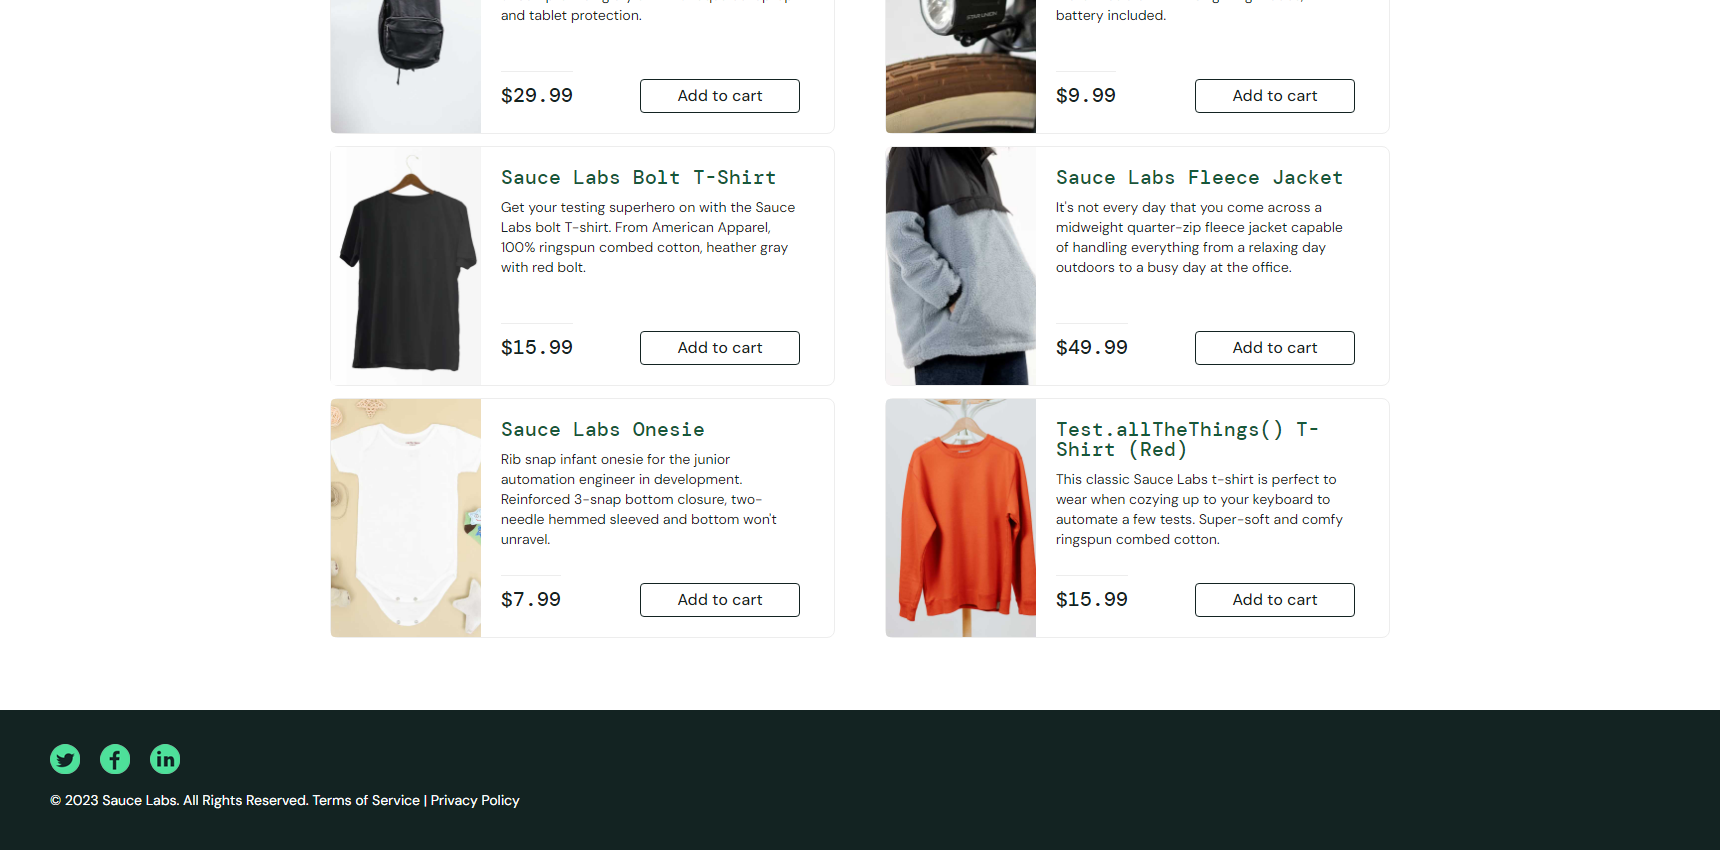 and tablet protection.
$29.99
Add to cart
battery included.
$9.99
Add to cart
Sauce Labs Bolt T-Shirt
Get your testing superhero on with the Sauce
Labs bolt T-shirt. From American Apparel,
100% ringspun combed cotton, heather gray
with red bolt.
$15.99
Add to cart
Sauce Labs Fleece Jacket
It's not every day that you come across a
midweight quarter-zip fleece jacket capable
of handling everything from a relaxing day
outdoors to a busy day at the office.
$49.99
Add to cart
Sauce Labs Onesie
Rib snap infant onesie for the junior
automation engineer in development.
Reinforced 3-snap bottom closure, two-
needle hemmed sleeved and bottom won't
unravel.
$7.99
Add to cart
Test.allTheThings() T-
Shirt (Red)
This classic Sauce Labs t-shirt is perfect to
wear when cozying up to your keyboard to
automate a few tests. Super-soft and comfy
ringspun combed cotton.
$15.99
Add to cart
© 2023 Sauce Labs. All Rights Reserved. Terms of Service | Privacy Policy